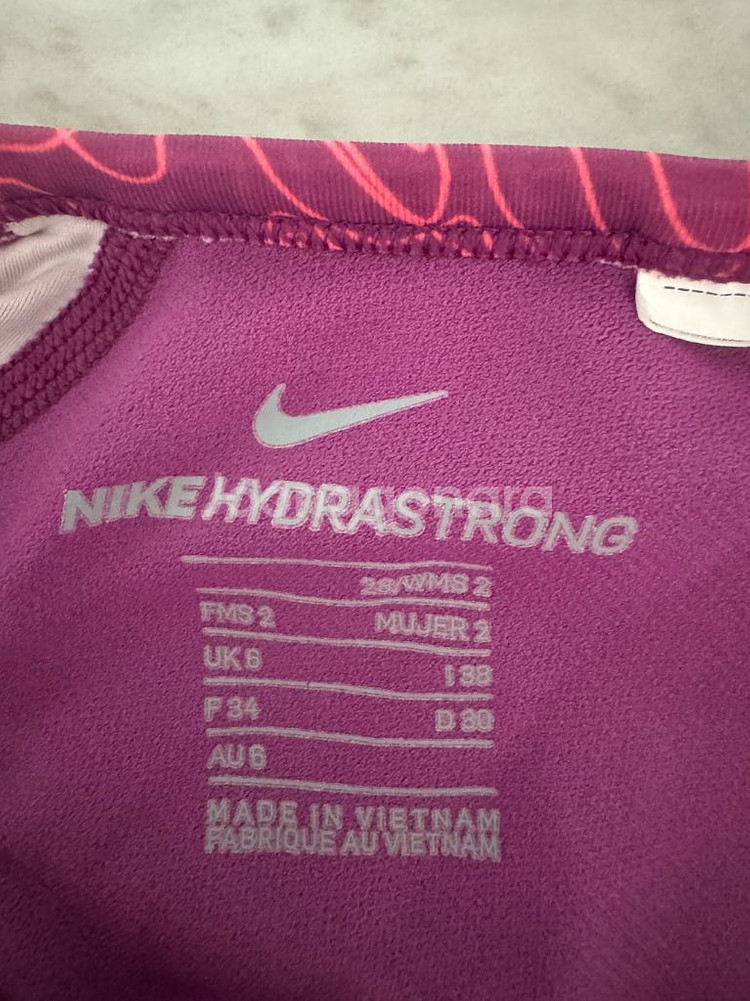 NIKE HYDRASTRONG
26/WMS 2
FMS 2 MUJER 2
UK 6 I 38
F 34 D 30
AU 6
MADE IN VIETNAM
FABRIQUE AU VIETNAM